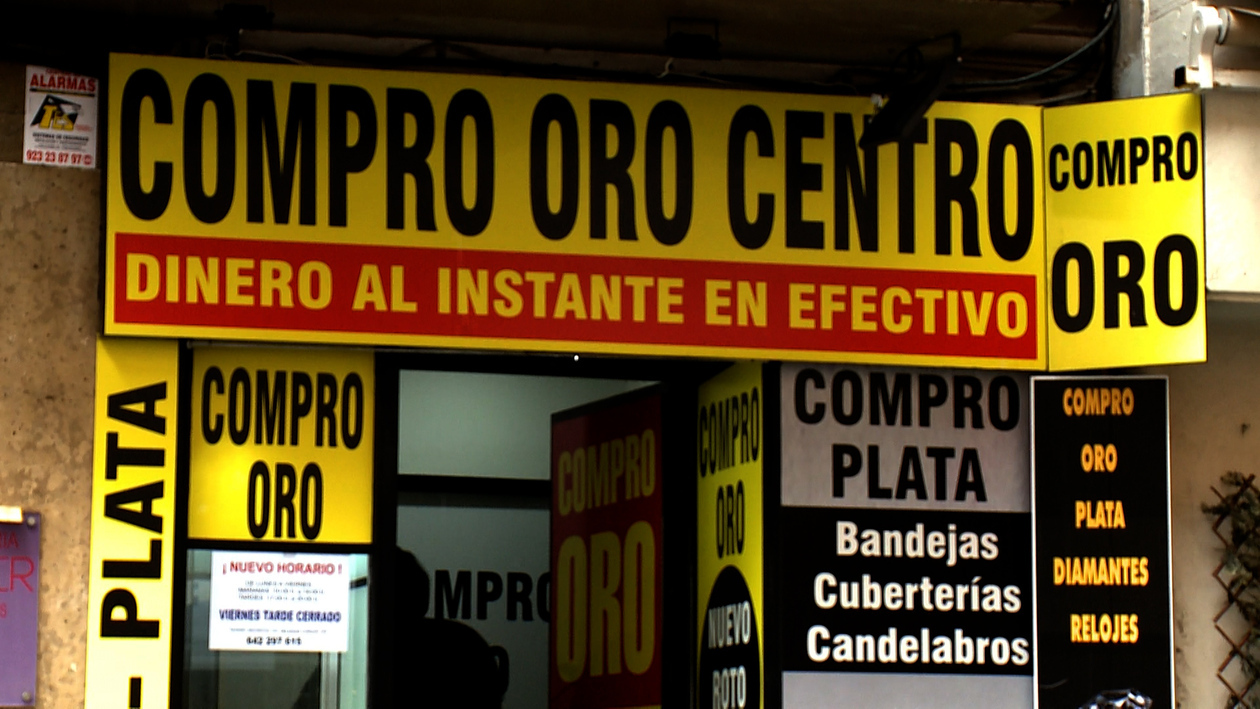 ALARMAS
923 23 87 97
COMPRO ORO CENTRO
DINERO AL INSTANTE EN EFECTIVO
COMPRO
ORO
- PLATA
COMPRO
ORO
¡ NUEVO HORARIO !
VIERNES TARDE CERRADO
COMPRO
ORO
COMPRO
ORO
NUEVO
ROTO
COMPRO
PLATA
Bandejas
Cuberterías
Candelabros
COMPRO
ORO
PLATA
DIAMANTES
RELOJES